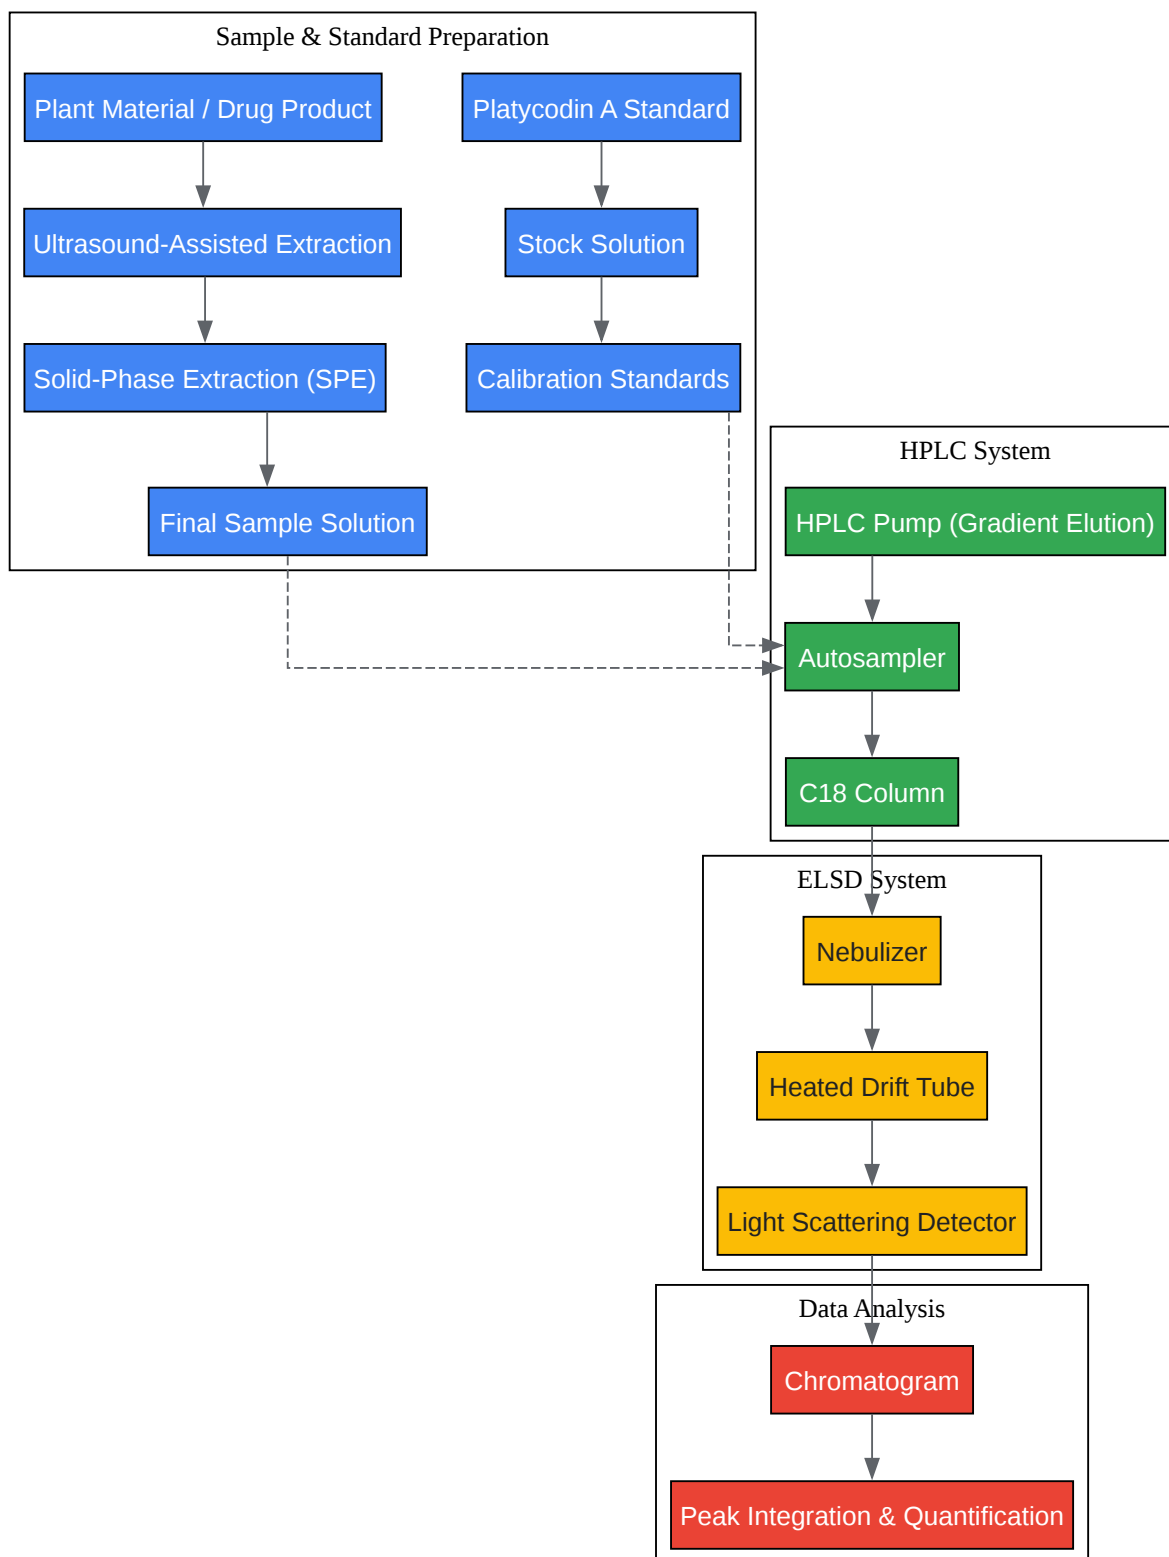 Sample & Standard Preparation
Plant Material / Drug Product
Platycodin A Standard
Ultrasound-Assisted Extraction
Stock Solution
Solid-Phase Extraction (SPE)
Calibration Standards
Final Sample Solution
HPLC System
HPLC Pump (Gradient Elution)
Autosampler
C18 Column
ELSD System
Nebulizer
Heated Drift Tube
Light Scattering Detector
Data Analysis
Chromatogram
Peak Integration & Quantification